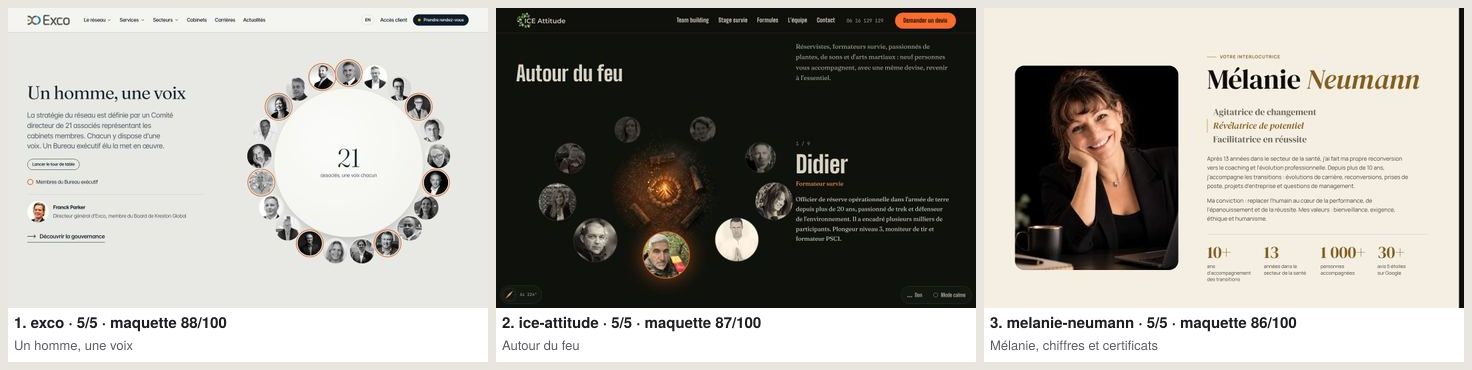 Exco
Le réseau Services Secteurs Cabinets Carrières Actualités
EN Accès client Prendre rendez-vous
Un homme, une voix
La stratégie du réseau est définie par un Comité
directeur de 21 associés représentant les
cabinets membres. Chacun y dispose d'une
voix. Un Bureau exécutif élu la met en œuvre.
Lancer le tour de table
Membres du Bureau exécutif
Franck Parker
Directeur général d'Exco, membre du Board de Kreston Global
Découvrir la gouvernance
21
associés, une voix chacun
1. exco · 5/5 · maquette 88/100
Un homme, une voix
ICE Attitude
Team building Stage survie Formules L'équipe Contact
06 16 129 129
Demander un devis
Autour du feu
Réservistes, formateurs survie, passionnés de
plantes, de sons et d'arts martiaux : neuf personnes
vous accompagnent, avec une même devise, revenir
à l'essentiel.
1 / 9
Didier
Formateur survie
Officier de réserve opérationnelle dans l'armée de terre
depuis plus de 20 ans, passionné de trek et défenseur
de l'environnement. Il a encadré plusieurs milliers de
participants. Plongeur niveau 3, moniteur de tir et
formateur PSC1.
Mode calme
2. ice-attitude · 5/5 · maquette 87/100
Autour du feu
VOTRE INTERLOCUTRICE
Mélanie Neumann
Agitatrice de changement
Révélatrice de potentiel
Facilitatrice en réussite
Après 13 années dans le secteur de la santé, j'ai fait ma propre reconversion
vers le coaching et l'évolution professionnelle. Depuis plus de 10 ans,
j'accompagne les transitions : évolutions de carrière, reconversions, prises de
poste, projets d'entreprise et questions de management.
Ma conviction : replacer l'humain au cœur de la performance, de
l'épanouissement et de la réussite. Mes valeurs : bienveillance, exigence,
éthique et humanisme.
10+
ans
d'accompagnement
des transitions
13
années dans le
secteur de la santé
1 000+
personnes
accompagnées
30+
avis 5 étoiles
sur Google
3. melanie-neumann · 5/5 · maquette 86/100
Mélanie, chiffres et certificats